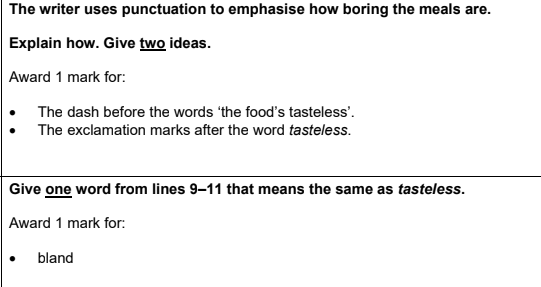 The writer uses punctuation to emphasise how boring the meals are.
Explain how. Give two ideas.
Award 1 mark for:
• The dash before the words ‘the food’s tasteless’.
• The exclamation marks after the word tasteless.
Give one word from lines 9–11 that means the same as tasteless.
Award 1 mark for:
• bland